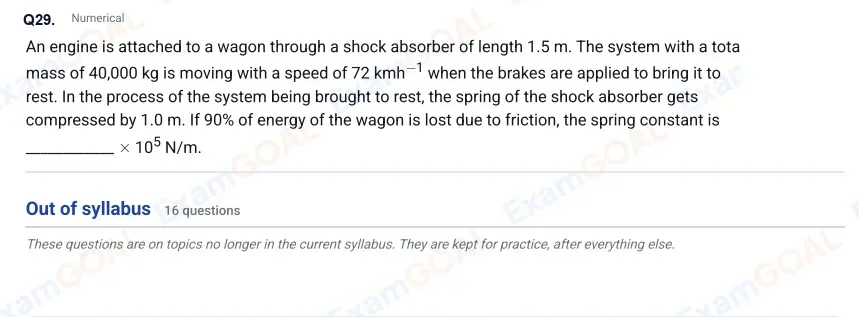 Q29. Numerical
An engine is attached to a wagon through a shock absorber of length 1.5 m. The system with a tota
mass of 40,000 kg is moving with a speed of 72 kmh⁻¹ when the brakes are applied to bring it to
rest. In the process of the system being brought to rest, the spring of the shock absorber gets
compressed by 1.0 m. If 90% of energy of the wagon is lost due to friction, the spring constant is
____________ × 10⁵ N/m.
Out of syllabus 16 questions
These questions are on topics no longer in the current syllabus. They are kept for practice, after everything else.
ExamGOAL